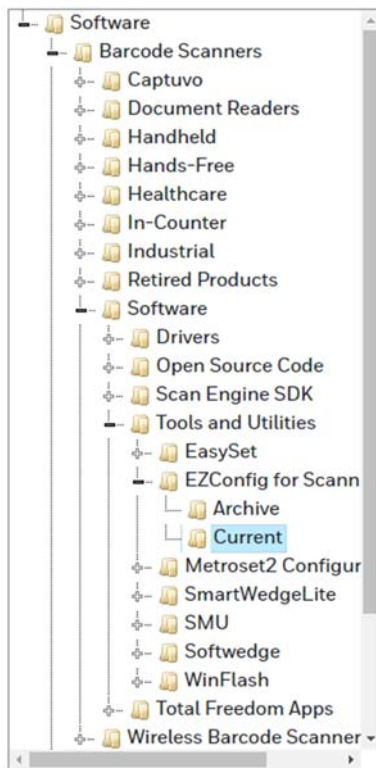 Software
Barcode Scanners
Captuvo
Document Readers
Handheld
Hands-Free
Healthcare
In-Counter
Industrial
Retired Products
Software
Drivers
Open Source Code
Scan Engine SDK
Tools and Utilities
EasySet
EZConfig for Scann
Archive
Current
Metroset2 Configur
SmartWedgeLite
SMU
Softwedge
WinFlash
Total Freedom Apps
Wireless Barcode Scanner